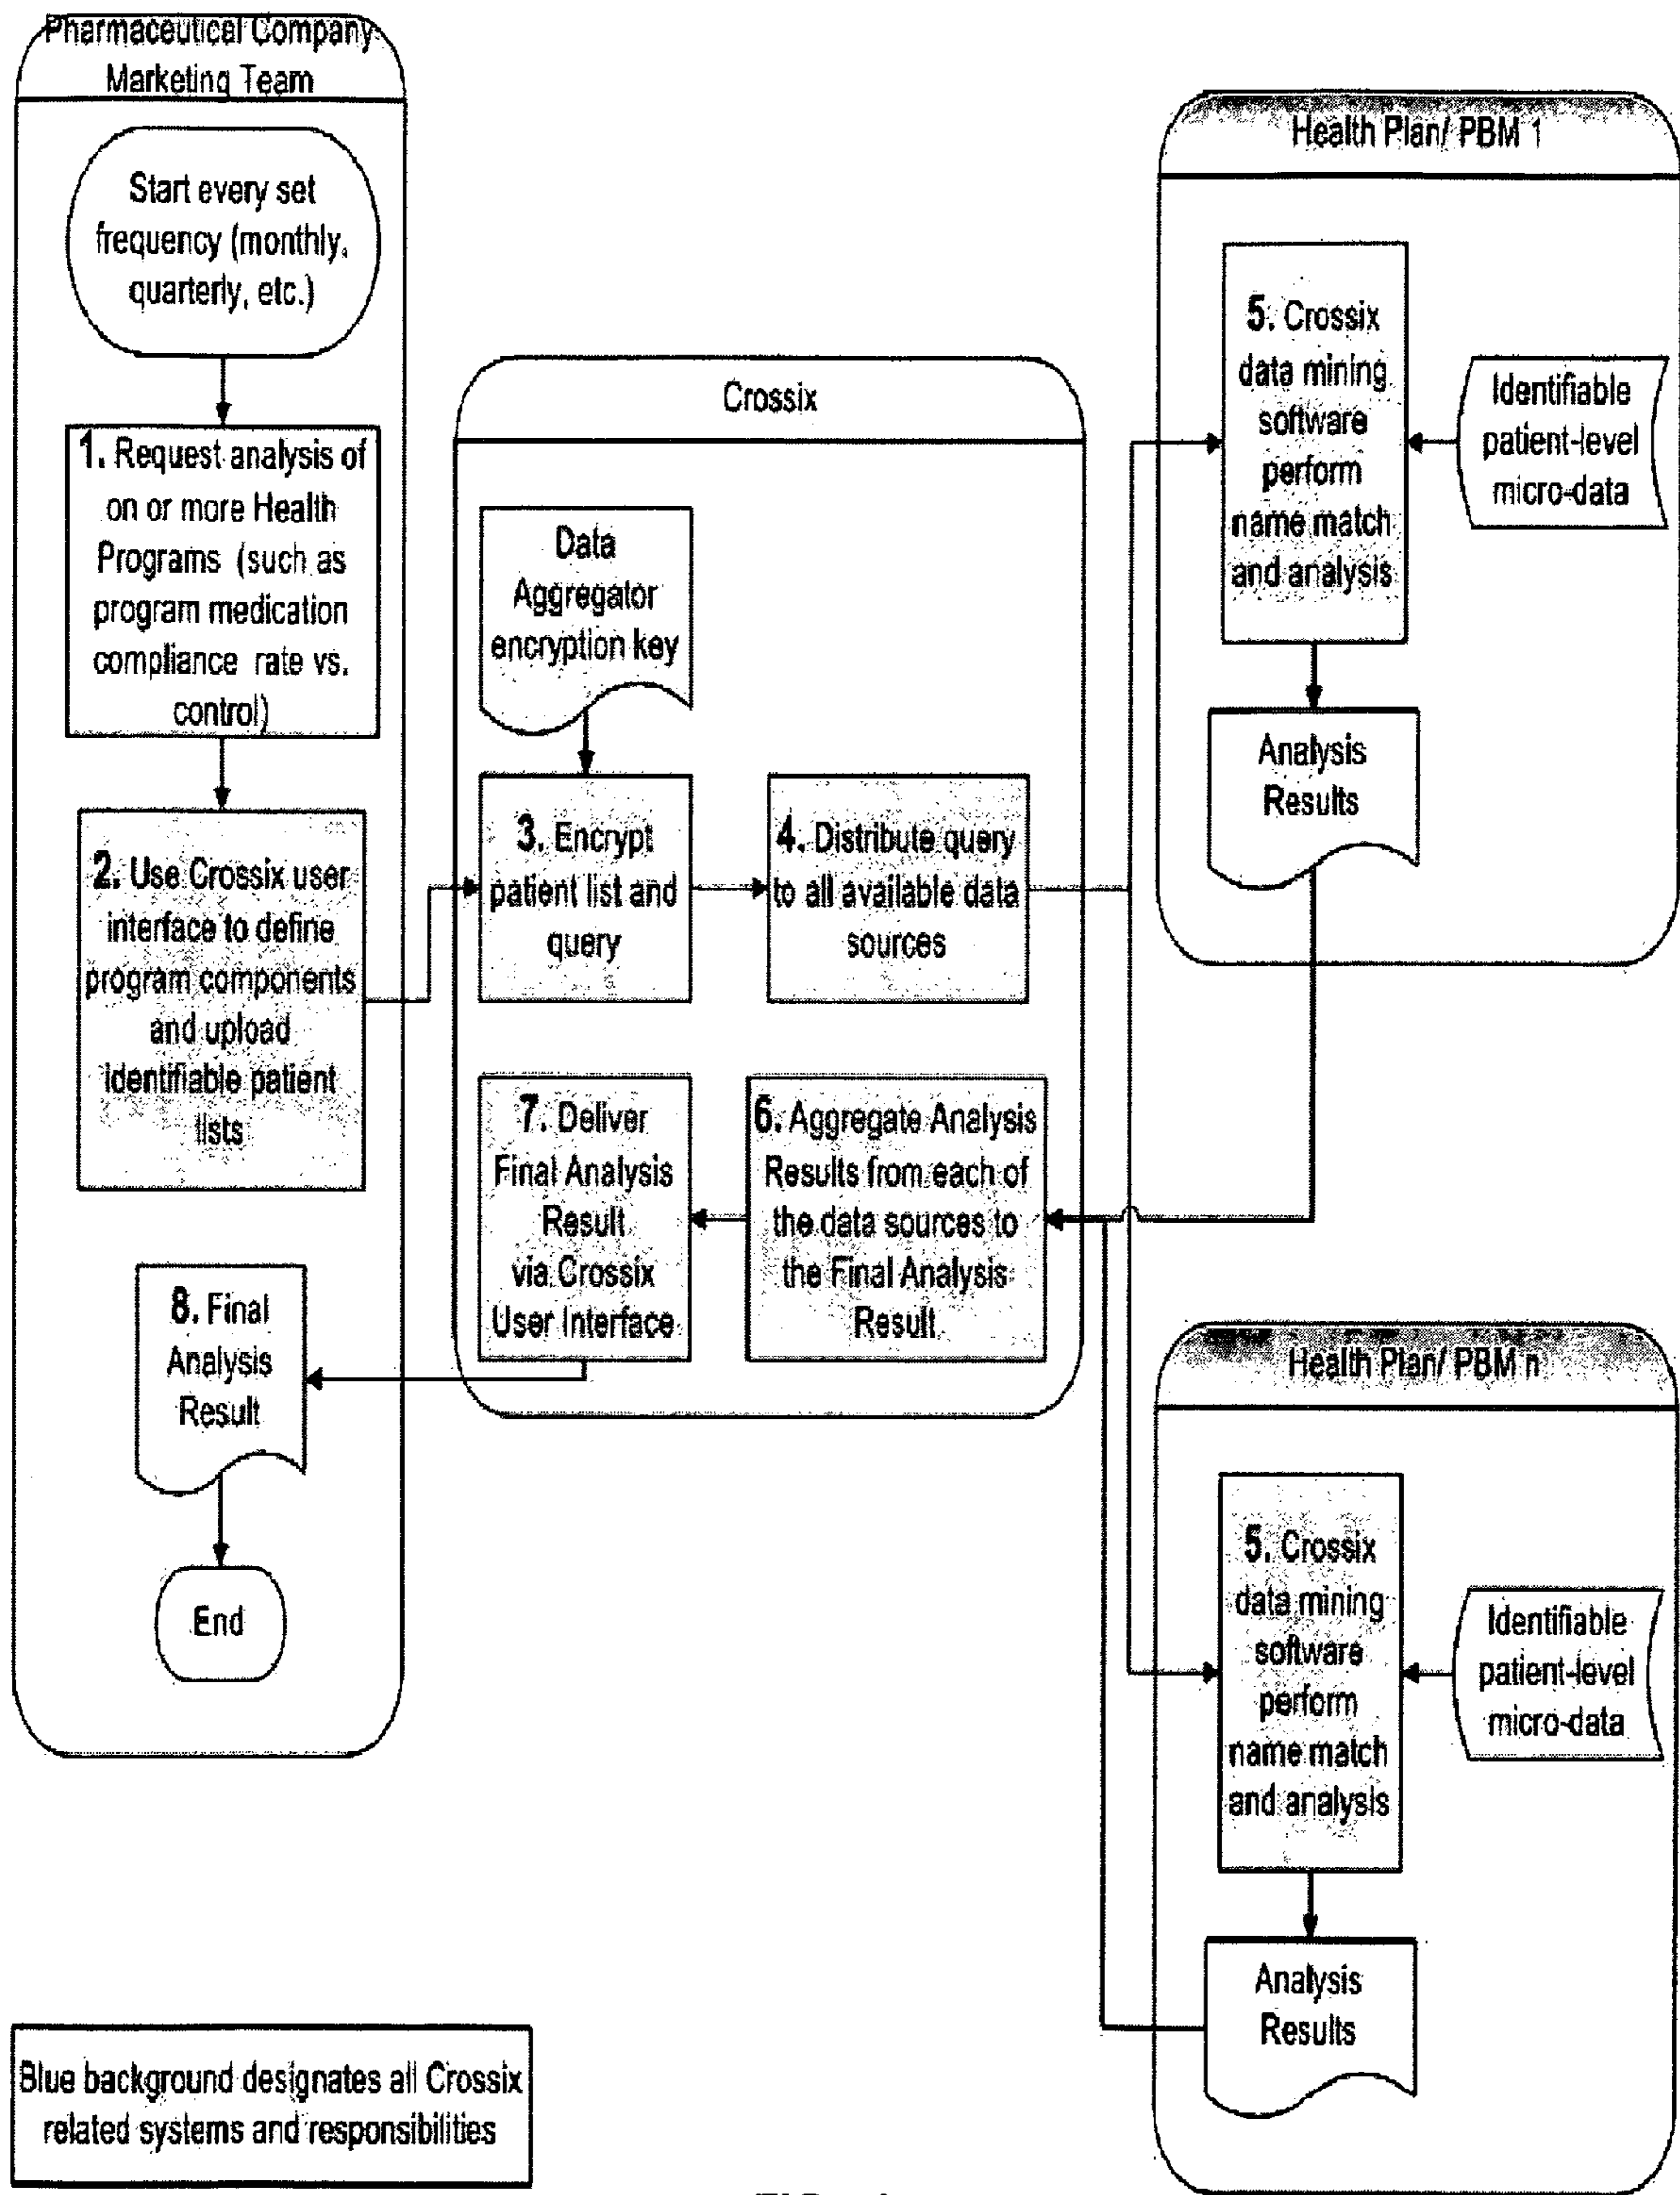 Pharmaceutical Company
Marketing Team
Start every set
frequency (monthly,
quarterly, etc.)
1. Request analysis of
on or more Health
Programs (such as
program medication
compliance rate vs.
control)
2. Use Crossix user
interface to define
program components
and upload
identifiable patient
lists
8. Final
Analysis
Result
End
Crossix
Data
Aggregator
encryption key
3. Encrypt
patient list and
query
4. Distribute query
to all available data
sources
7. Deliver
Final Analysis
Result
via Crossix
User Interface
6. Aggregate Analysis
Results from each of
the data sources to
the Final Analysis
Result
Health Plan/ PBM 1
5. Crossix
data mining
software
perform
name match
and analysis
Identifiable
patient-level
micro-data
Analysis
Results
Health Plan/ PBM n
5. Crossix
data mining
software
perform
name match
and analysis
Identifiable
patient-level
micro-data
Analysis
Results
Blue background designates all Crossix
related systems and responsibilities